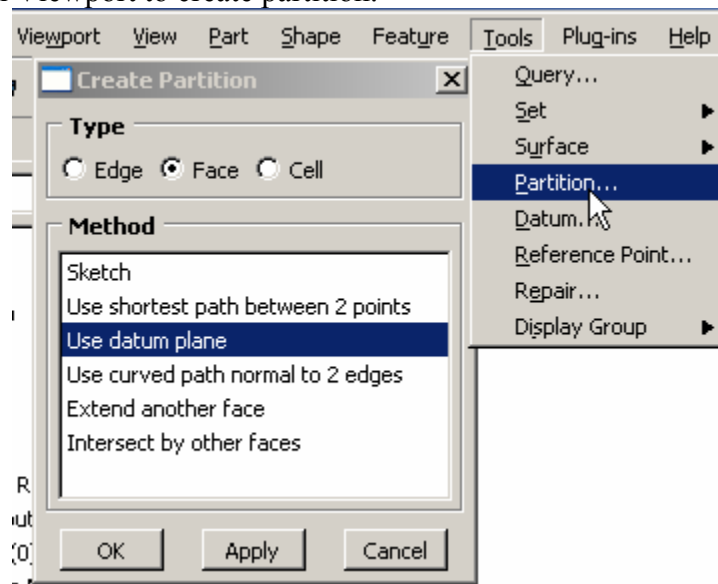 Viewport to create partition.
Viewport View Part Shape Feature Tools Plug-ins Help
Create Partition
Type
Edge Face Cell
Method
Sketch
Use shortest path between 2 points
Use datum plane
Use curved path normal to 2 edges
Extend another face
Intersect by other faces
OK Apply Cancel
Query...
Set
Surface
Partition...
Datum...
Reference Point...
Repair...
Display Group
R
out
(0)